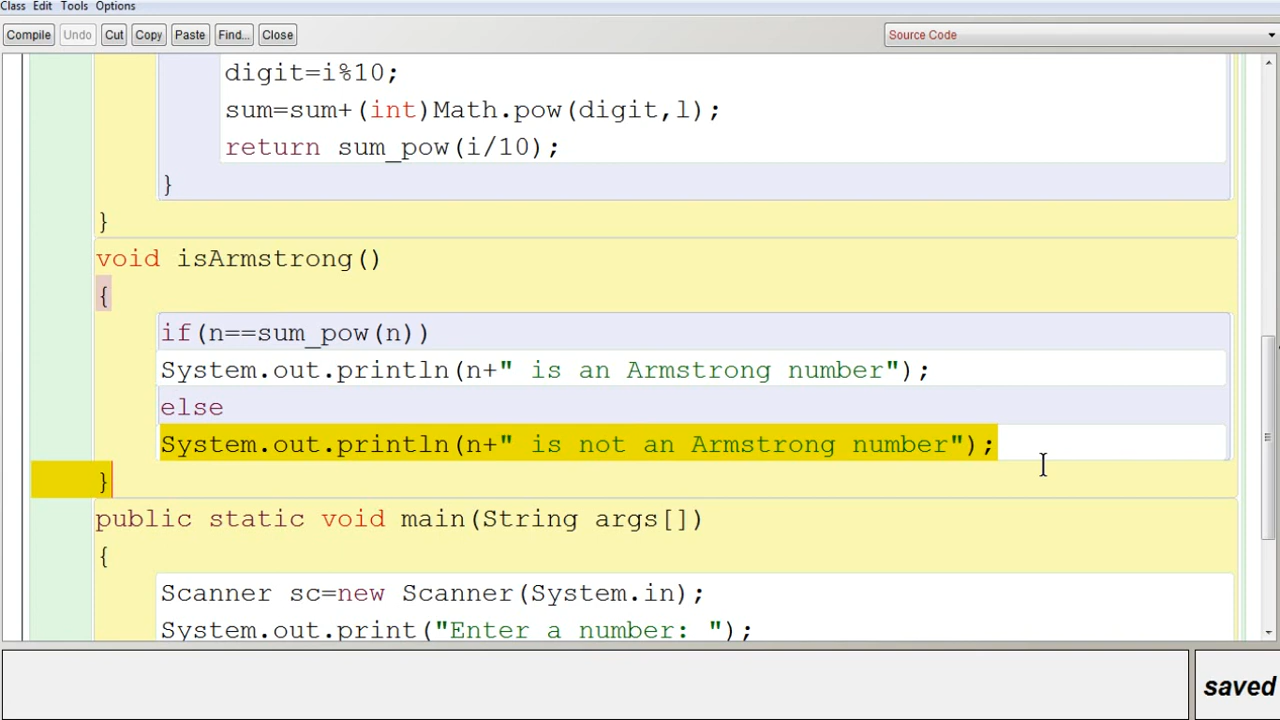 Class Edit Tools Options
Compile Undo Cut Copy Paste Find... Close Source Code
digit=i%10;
sum=sum+(int)Math.pow(digit,l);
return sum_pow(i/10);
}
}
void isArmstrong()
{
if(n==sum_pow(n))
System.out.println(n+" is an Armstrong number");
else
System.out.println(n+" is not an Armstrong number");
}
public static void main(String args[])
{
Scanner sc=new Scanner(System.in);
System.out.print("Enter a number: ");
saved